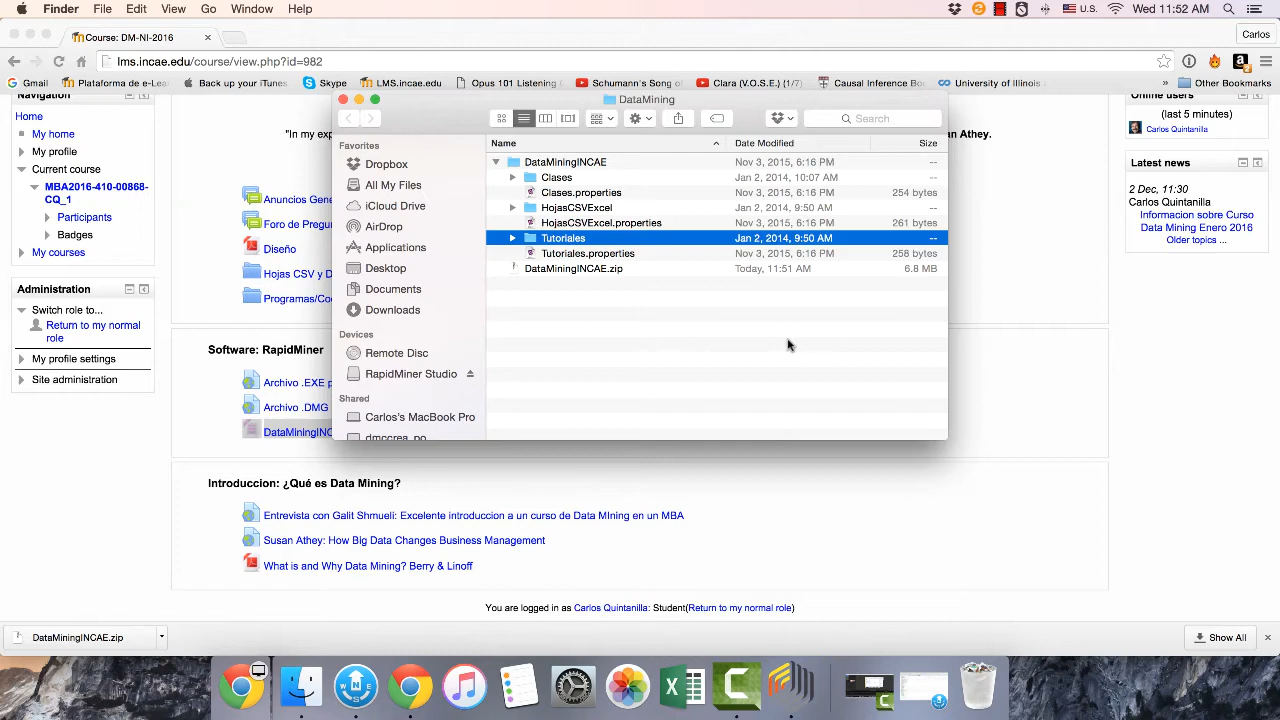 Finder File Edit View Go Window Help U.S. Wed 11:52 AM
Course: DM-NI-2016 Carlos
lms.incae.edu/course/view.php?id=982
Gmail Plataforma de e-Lea Back up your iTunes Skype LMS.incae.edu Opus 101 Listening Schumann's Song of Clara (V.O.S.E.) (1/7) Causal Inference Boo University of Illinois » Other Bookmarks
Navigation
Home
My home
My profile
Current course
MBA2016-410-00868-
CQ_1
Participants
Badges
My courses
Administration
Switch role to...
Return to my normal
role
My profile settings
Site administration
"In my exp
an Athey.
Anuncios Gene
Foro de Pregun
Diseño
Hojas CSV y D
Programas/Co
Software: RapidMiner
Archivo .EXE p
Archivo .DMG
DataMiningINC
DataMining
Search
Favorites
Dropbox
All My Files
iCloud Drive
AirDrop
Applications
Desktop
Documents
Downloads
Devices
Remote Disc
RapidMiner Studio
Shared
Carlos's MacBook Pro
dmccrea_po
Name Date Modified Size
DataMiningINCAE Nov 3, 2015, 6:16 PM --
Clases Jan 2, 2014, 10:07 AM --
Clases.properties Nov 3, 2015, 6:16 PM 254 bytes
HojasCSVExcel Jan 2, 2014, 9:50 AM --
HojasCSVExcel.properties Nov 3, 2015, 6:16 PM 261 bytes
Tutoriales Jan 2, 2014, 9:50 AM --
Tutoriales.properties Nov 3, 2015, 6:16 PM 258 bytes
DataMiningINCAE.zip Today, 11:51 AM 6.8 MB
Online users
(last 5 minutes)
Carlos Quintanilla
Latest news
2 Dec, 11:30
Carlos Quintanilla
Informacion sobre Curso
Data Mining Enero 2016
Older topics ...
Introduccion: ¿Qué es Data Mining?
Entrevista con Galit Shmueli: Excelente introduccion a un curso de Data MIning en un MBA
Susan Athey: How Big Data Changes Business Management
What is and Why Data Mining? Berry & Linoff
You are logged in as Carlos Quintanilla: Student(Return to my normal role)
DataMiningINCAE.zip
Show All